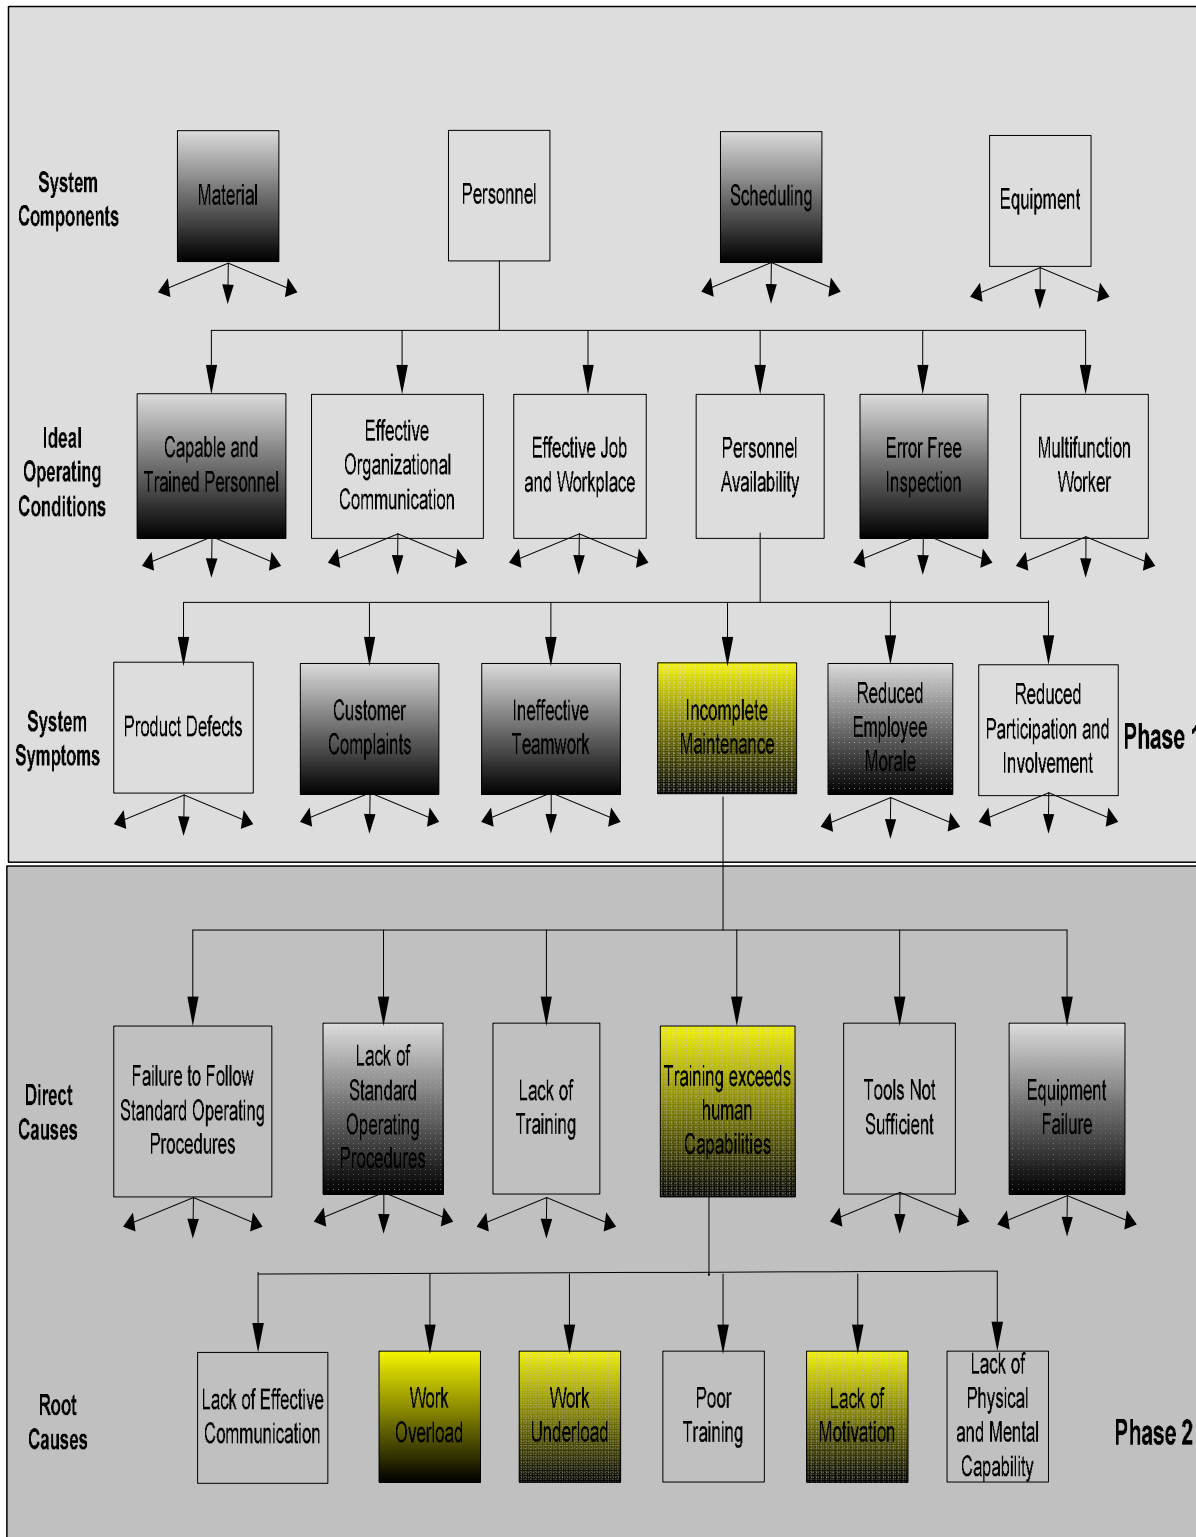 System
Components
Material
Personnel
Scheduling
Equipment
Ideal
Operating
Conditions
Capable and
Trained Personnel
Effective
Organizational
Communication
Effective Job
and Workplace
Personnel
Availability
Error Free
Inspection
Multifunction
Worker
System
Symptoms
Product Defects
Customer
Complaints
Ineffective
Teamwork
Incomplete
Maintenance
Reduced
Employee
Morale
Reduced
Participation and
Involvement
Phase 1
Direct
Causes
Failure to Follow
Standard Operating
Procedures
Lack of
Standard
Operating
Procedures
Lack of
Training
Training exceeds
human
Capabilities
Tools Not
Sufficient
Equipment
Failure
Root
Causes
Lack of Effective
Communication
Work
Overload
Work
Underload
Poor
Training
Lack of
Motivation
Lack of
Physical
and Mental
Capability
Phase 2